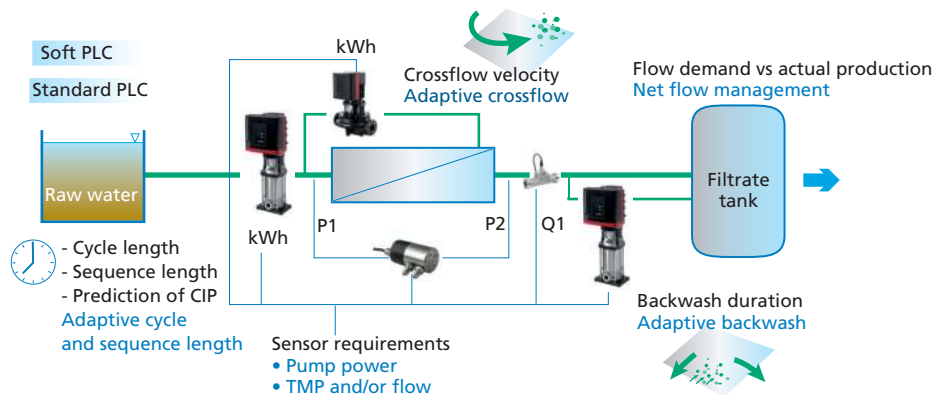 Soft PLC
Standard PLC
kWh
Crossflow velocity
Adaptive crossflow
Flow demand vs actual production
Net flow management
Raw water
Filtrate
tank
P1
P2
Q1
kWh
- Cycle length
- Sequence length
- Prediction of CIP
Adaptive cycle
and sequence length
Sensor requirements
• Pump power
• TMP and/or flow
Backwash duration
Adaptive backwash